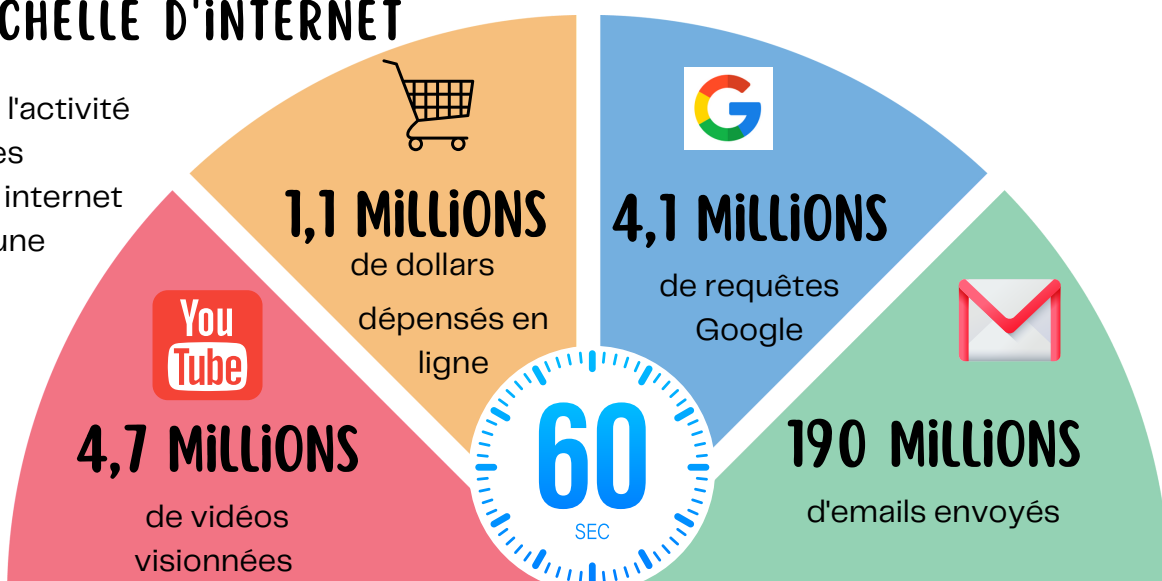 CHELLE D'iNTERNET
l'activité
es
internet
une
1,1 MiLLiONS
de dollars
dépensés en
ligne
4,1 MiLLiONS
de requêtes
Google
You
Tube
4,7 MiLLiONS
de vidéos
visionnées
190 MiLLiONS
d'emails envoyés
60
SEC